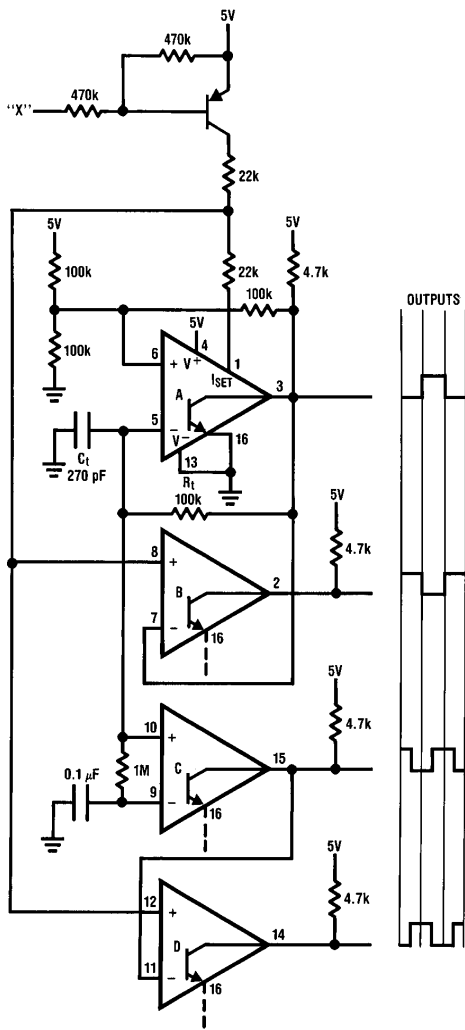 5V
470k
470k
"X"
22k
5V
5V
100k
22k
4.7k
100k
OUTPUTS
5V
100k
4
6
+
V+
1
ISET
3
A
5
−
V−
16
Ct
270 pF
13
Rt
100k
5V
4.7k
8
+
2
B
7
−
16
5V
4.7k
10
+
15
0.1 μF
1M
C
9
−
16
5V
4.7k
12
+
14
D
11
−
16